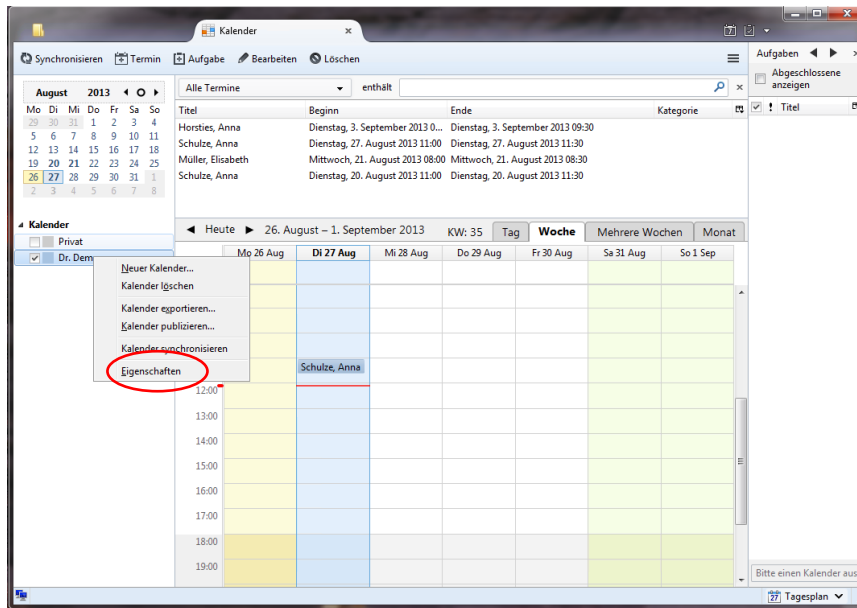 Kalender
Synchronisieren Termin Aufgabe Bearbeiten Löschen
August 2013
Mo Di Mi Do Fr Sa So
29 30 31 1 2 3 4
5 6 7 8 9 10 11
12 13 14 15 16 17 18
19 20 21 22 23 24 25
26 27 28 29 30 31 1
2 3 4 5 6 7 8
Kalender
Privat
Dr. Dem
Neuer Kalender...
Kalender löschen
Kalender exportieren...
Kalender publizieren...
Kalender synchronisieren
Eigenschaften
Alle Termine enthält
Titel Beginn Ende Kategorie
Horsties, Anna Dienstag, 3. September 2013 0... Dienstag, 3. September 2013 09:30
Schulze, Anna Dienstag, 27. August 2013 11:00 Dienstag, 27. August 2013 11:30
Müller, Elisabeth Mittwoch, 21. August 2013 08:00 Mittwoch, 21. August 2013 08:30
Schulze, Anna Dienstag, 20. August 2013 11:00 Dienstag, 20. August 2013 11:30
Heute 26. August – 1. September 2013 KW: 35 Tag Woche Mehrere Wochen Monat
Mo 26 Aug Di 27 Aug Mi 28 Aug Do 29 Aug Fr 30 Aug Sa 31 Aug So 1 Sep
Schulze, Anna
12:00
13:00
14:00
15:00
16:00
17:00
18:00
19:00
Aufgaben
Abgeschlossene
anzeigen
! Titel
Bitte einen Kalender aus
27 Tagesplan